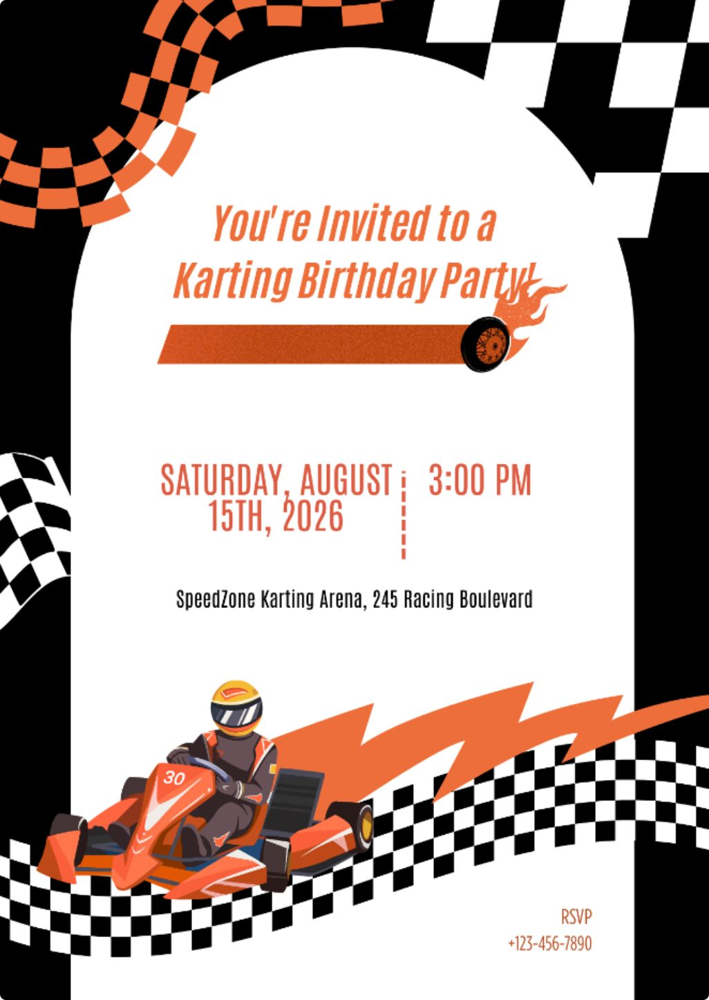 You're Invited to a
Karting Birthday Party!
SATURDAY, AUGUST
15TH, 2026
3:00 PM
SpeedZone Karting Arena, 245 Racing Boulevard
30
RSVP
+123-456-7890